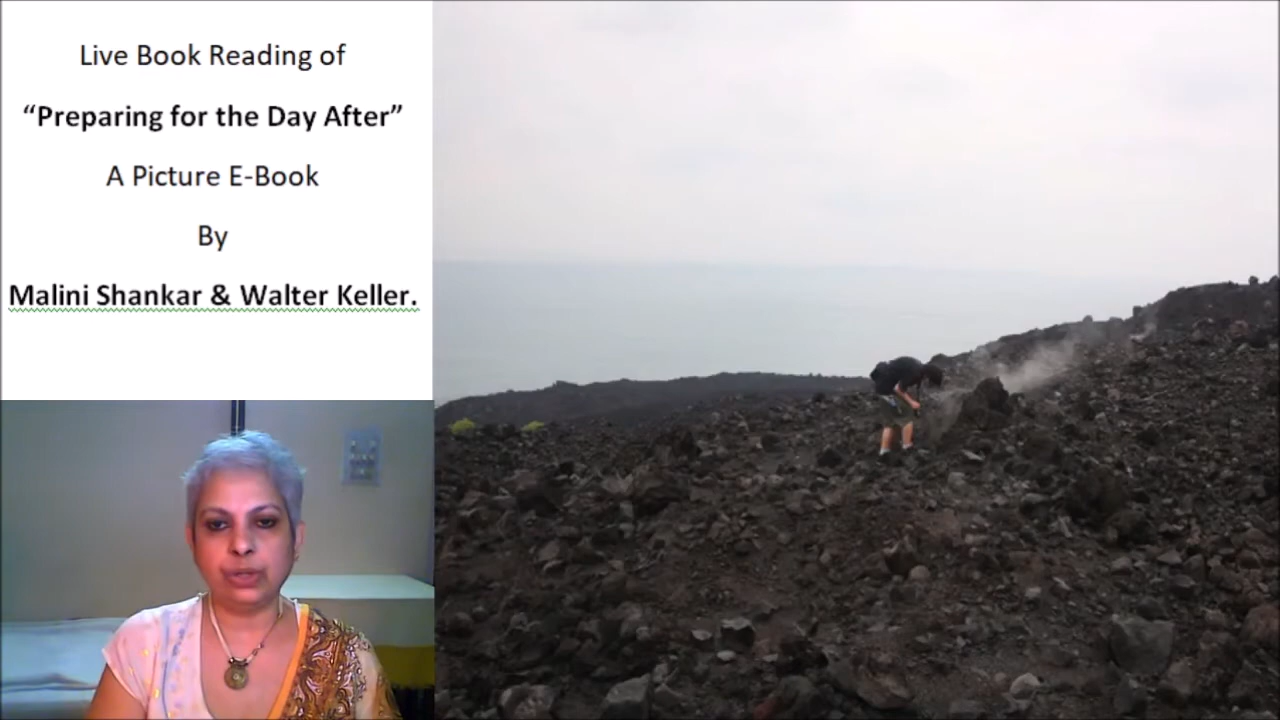 Live Book Reading of
“Preparing for the Day After”
A Picture E-Book
By
Malini Shankar & Walter Keller.